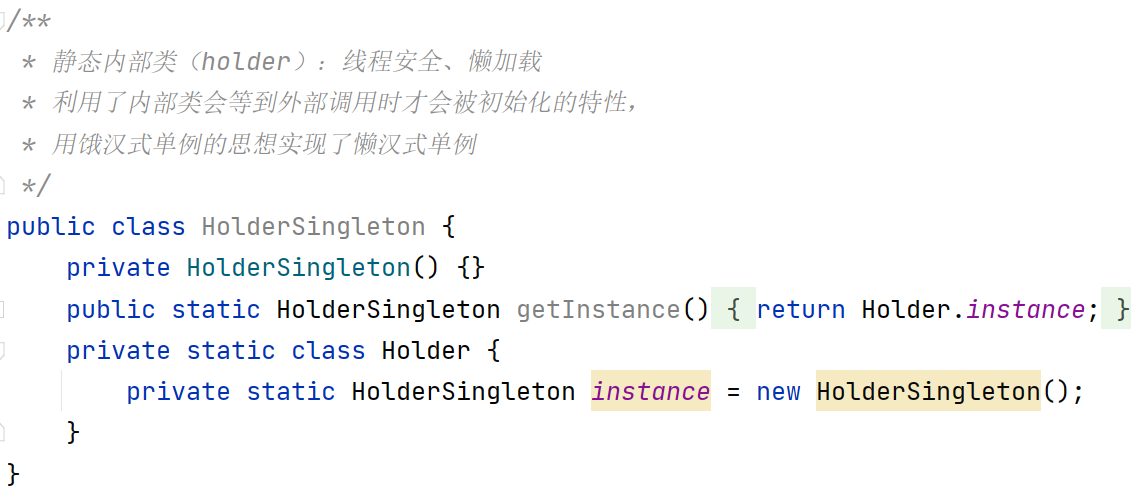 /**
 * 静态内部类（holder）：线程安全、懒加载
 * 利用了内部类会等到外部调用时才会被初始化的特性，
 * 用饿汉式单例的思想实现了懒汉式单例
 */
public class HolderSingleton {
    private HolderSingleton() {}
    public static HolderSingleton getInstance() { return Holder.instance; }
    private static class Holder {
        private static HolderSingleton instance = new HolderSingleton();
    }
}